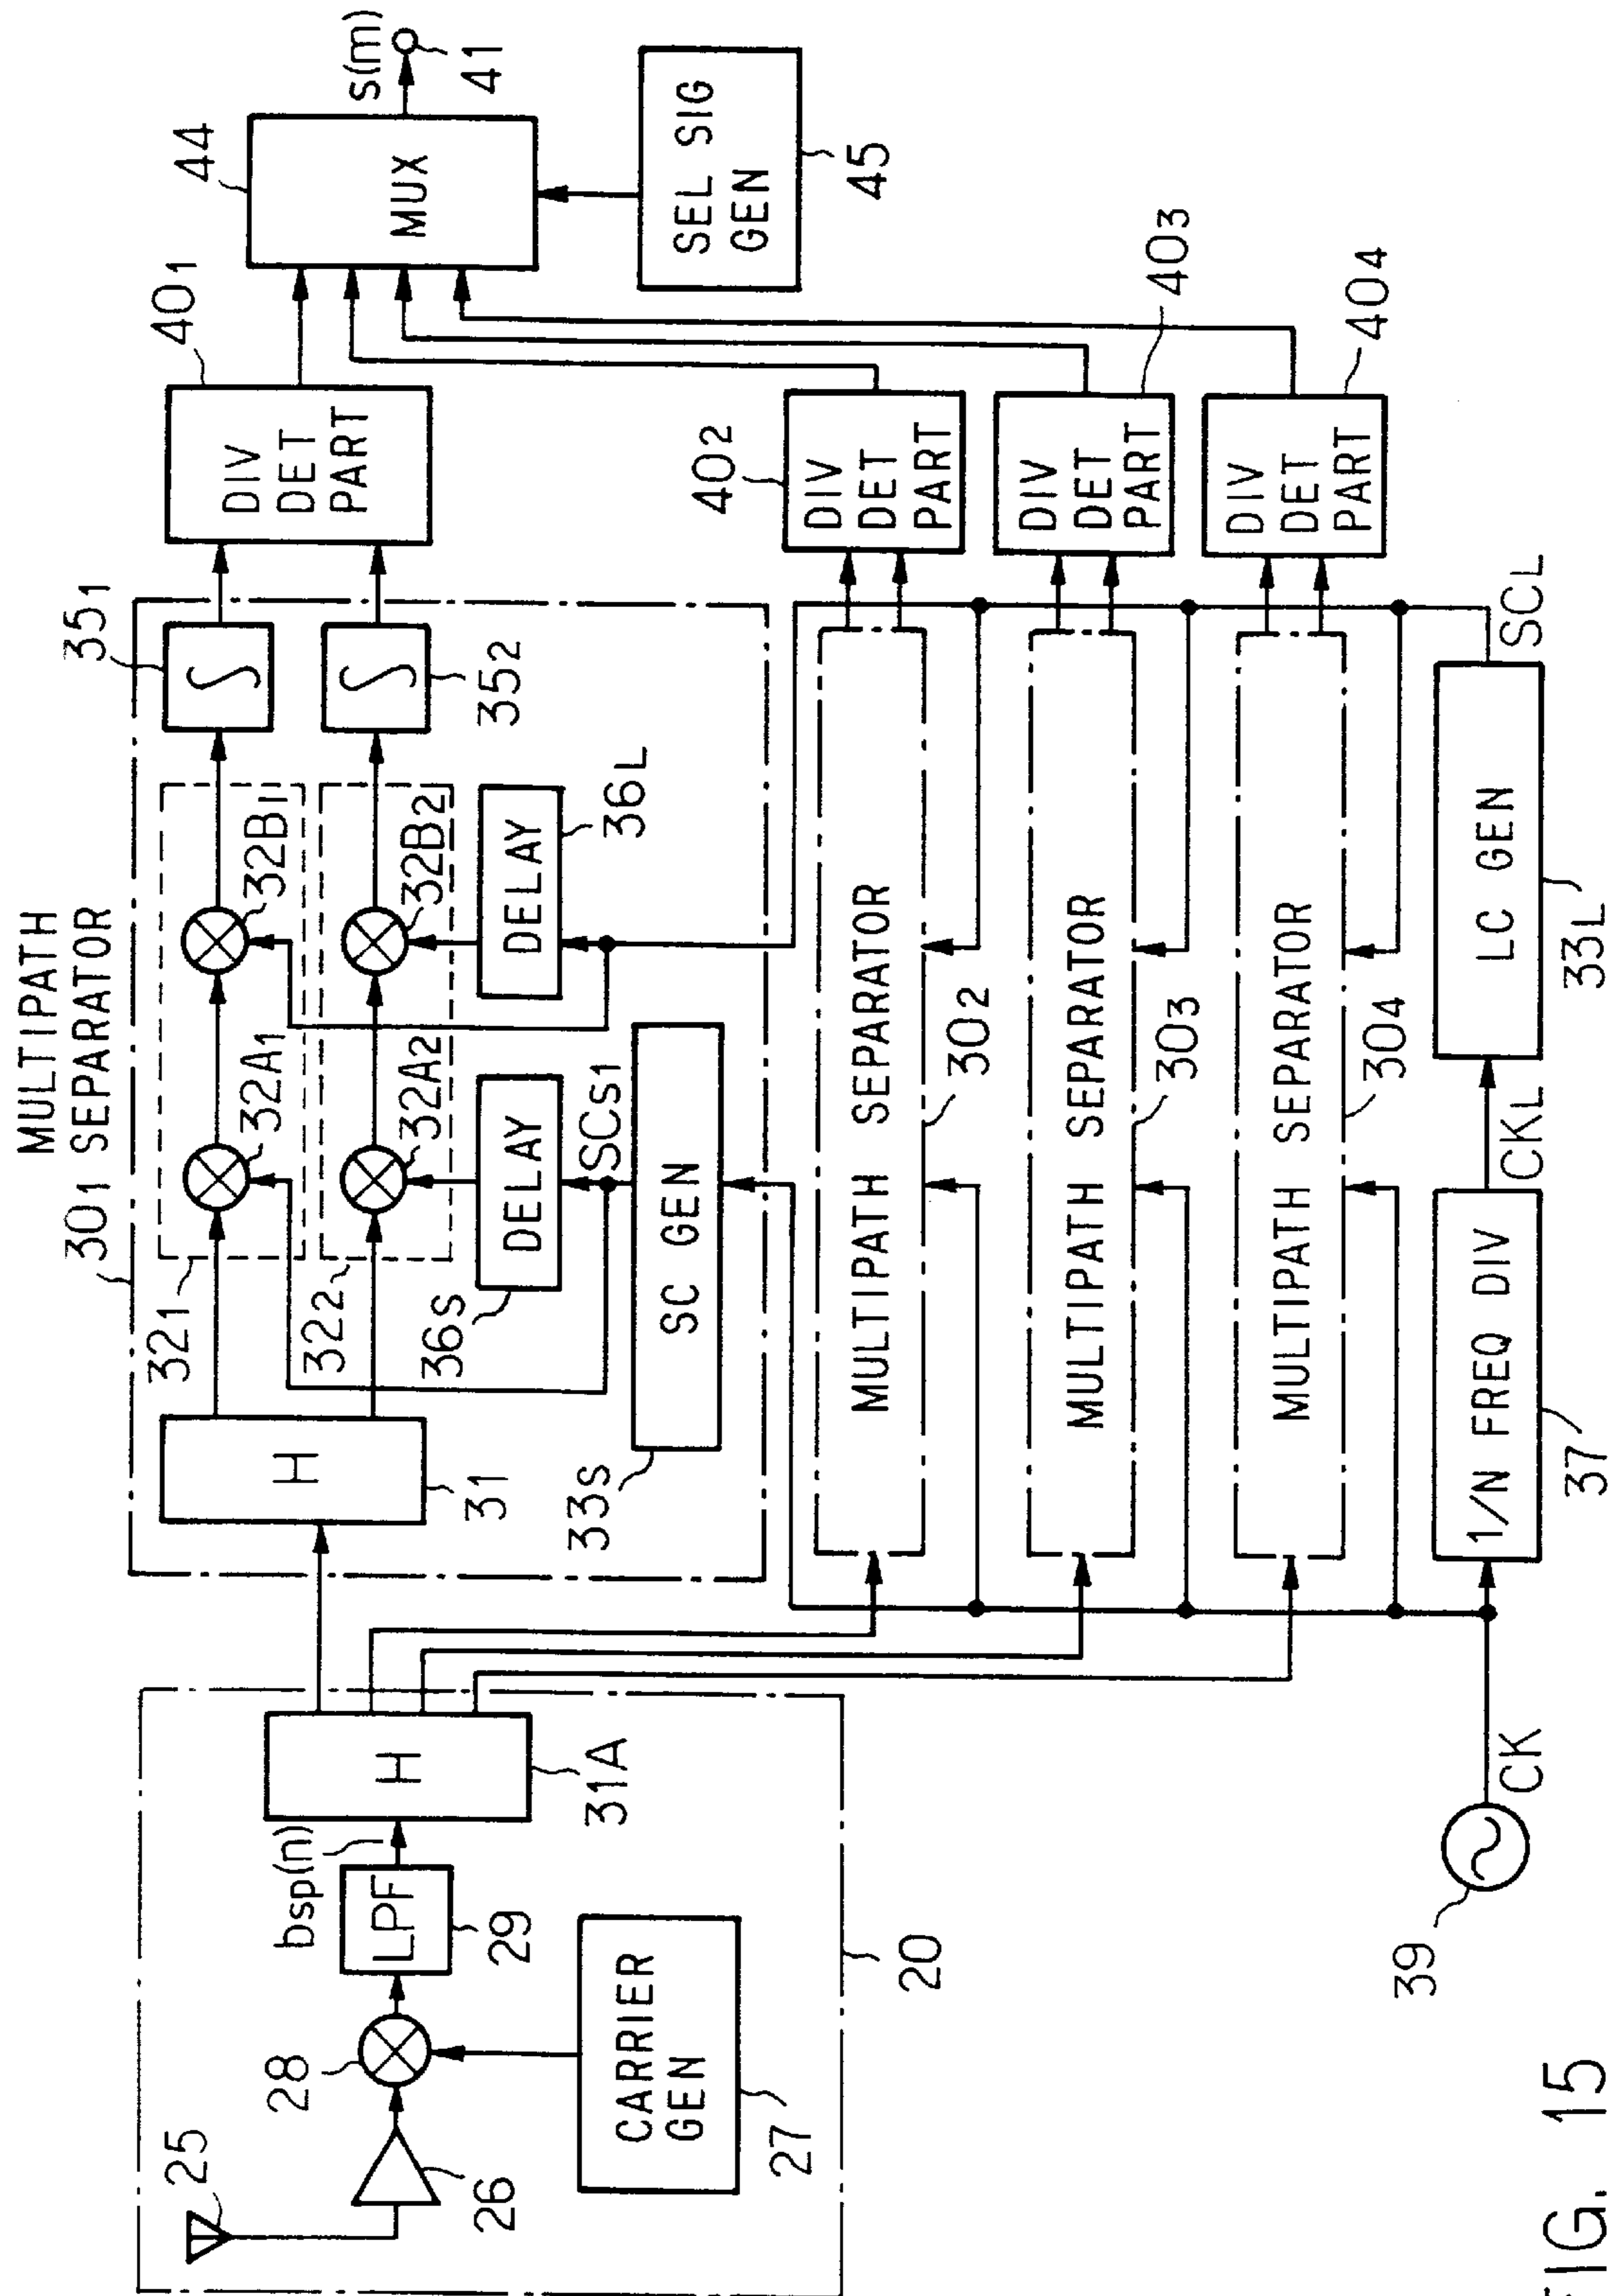 MULTIPATH
301 SEPARATOR
25
26
28
bsp(n)
LPF
29
CARRIER
GEN
27
20
H
31A
H
31
321
32A1
32B1
322
32A2
32B2
351
∫
352
∫
36S
DELAY
SCS1
36L
DELAY
33S
SC GEN
401
DIV
DET
PART
44
MUX
s(m)
41
SEL SIG
GEN
45
MULTIPATH SEPARATOR
302
402
DIV
DET
PART
MULTIPATH SEPARATOR
303
403
DIV
DET
PART
MULTIPATH SEPARATOR
304
404
DIV
DET
PART
39
CK
1/N FREQ DIV
37
CKL
LC GEN
33L
SCL
FIG. 15